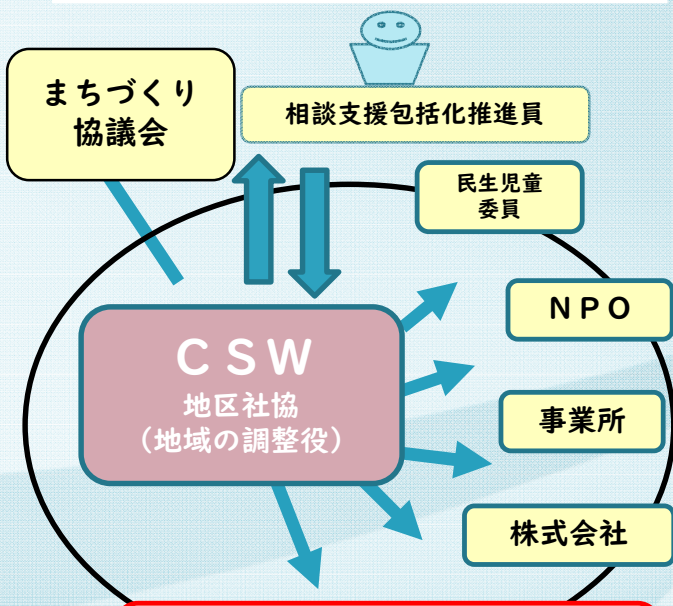 まちづくり
協議会
相談支援包括化推進員
民生児童
委員
NPO
CSW
地区社協
(地域の調整役)
事業所
株式会社